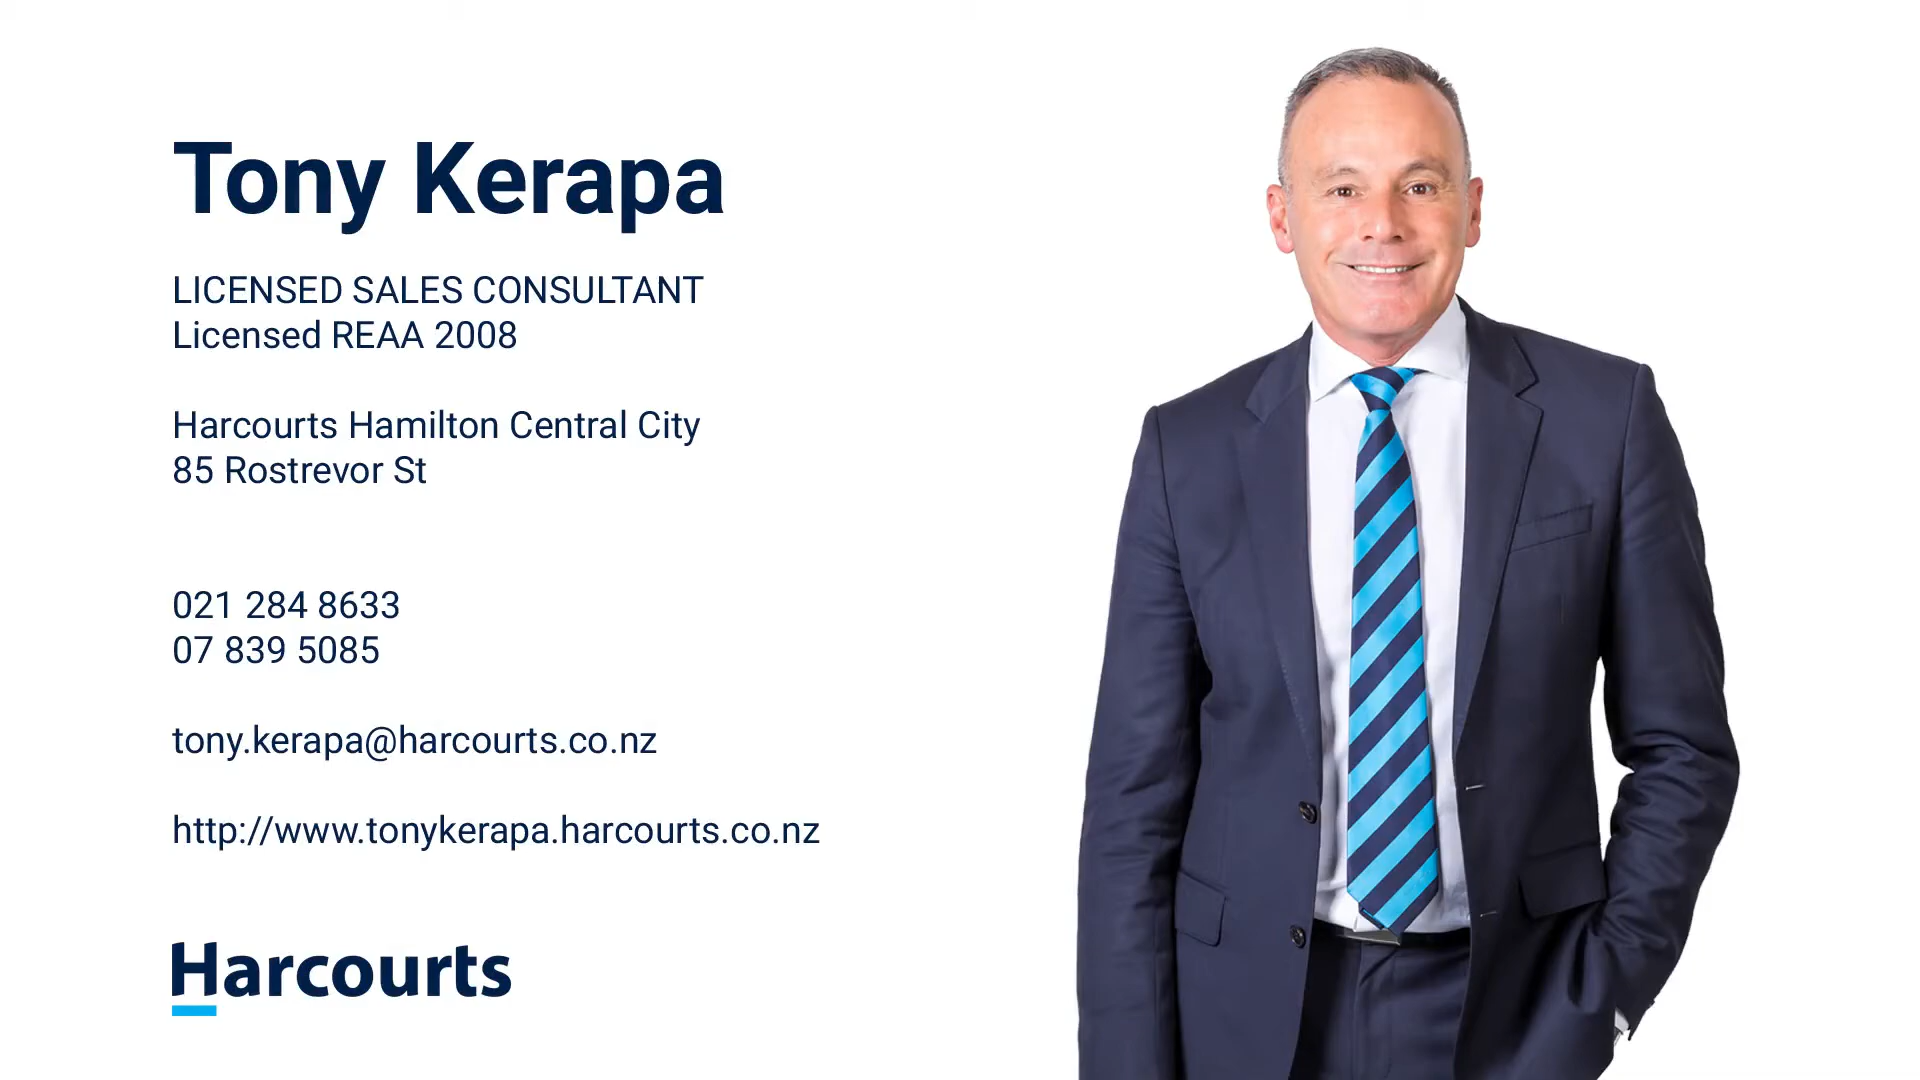 Tony Kerapa
LICENSED SALES CONSULTANT
Licensed REAA 2008
Harcourts Hamilton Central City
85 Rostrevor St
021 284 8633
07 839 5085
tony.kerapa@harcourts.co.nz
http://www.tonykerapa.harcourts.co.nz
Harcourts